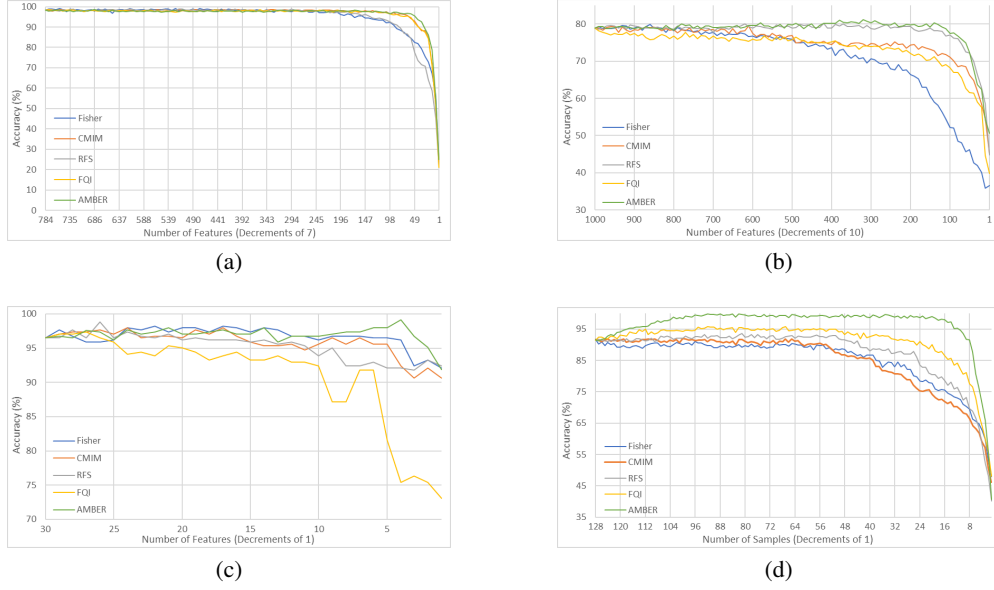 100
90
80
70
60
50
40
30
20
10
0
Accuracy (%)
Fisher
CMIM
RFS
FQI
AMBER
784 735 686 637 588 539 490 441 392 343 294 245 196 147 98 49 1
Number of Features (Decrements of 7)
(a)
80
70
60
50
40
30
Accuracy (%)
Fisher
CMIM
RFS
FQI
AMBER
1000 900 800 700 600 500 400 300 200 100 1
Number of Features (Decrements of 10)
(b)
100
95
90
85
80
75
70
Accuracy (%)
Fisher
CMIM
RFS
FQI
AMBER
30 25 20 15 10 5
Number of Features (Decrements of 1)
(c)
95
85
75
65
55
45
35
Accuracy (%)
Fisher
CMIM
RFS
FQI
AMBER
128 120 112 104 96 88 80 72 64 56 48 40 32 24 16 8
Number of Samples (Decrements of 1)
(d)